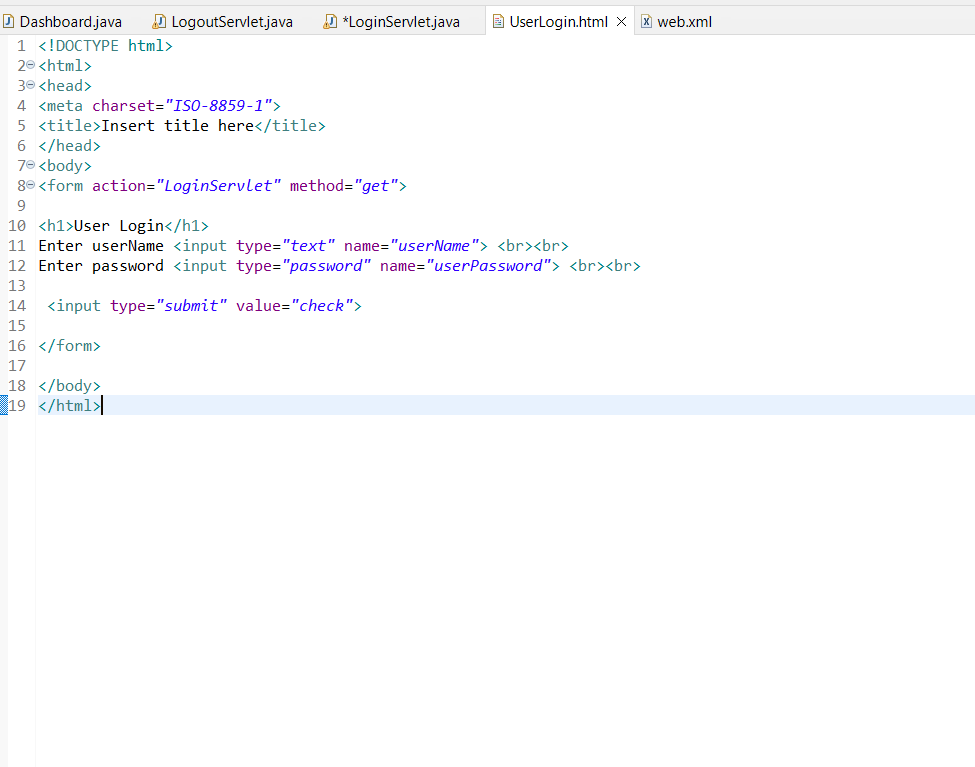 Dashboard.java LogoutServlet.java *LoginServlet.java UserLogin.html web.xml
1 <!DOCTYPE html>
2 <html>
3 <head>
4 <meta charset="ISO-8859-1">
5 <title>Insert title here</title>
6 </head>
7 <body>
8 <form action="LoginServlet" method="get">
9
10 <h1>User Login</h1>
11 Enter userName <input type="text" name="userName"> <br><br>
12 Enter password <input type="password" name="userPassword"> <br><br>
13
14 <input type="submit" value="check">
15
16 </form>
17
18 </body>
19 </html>